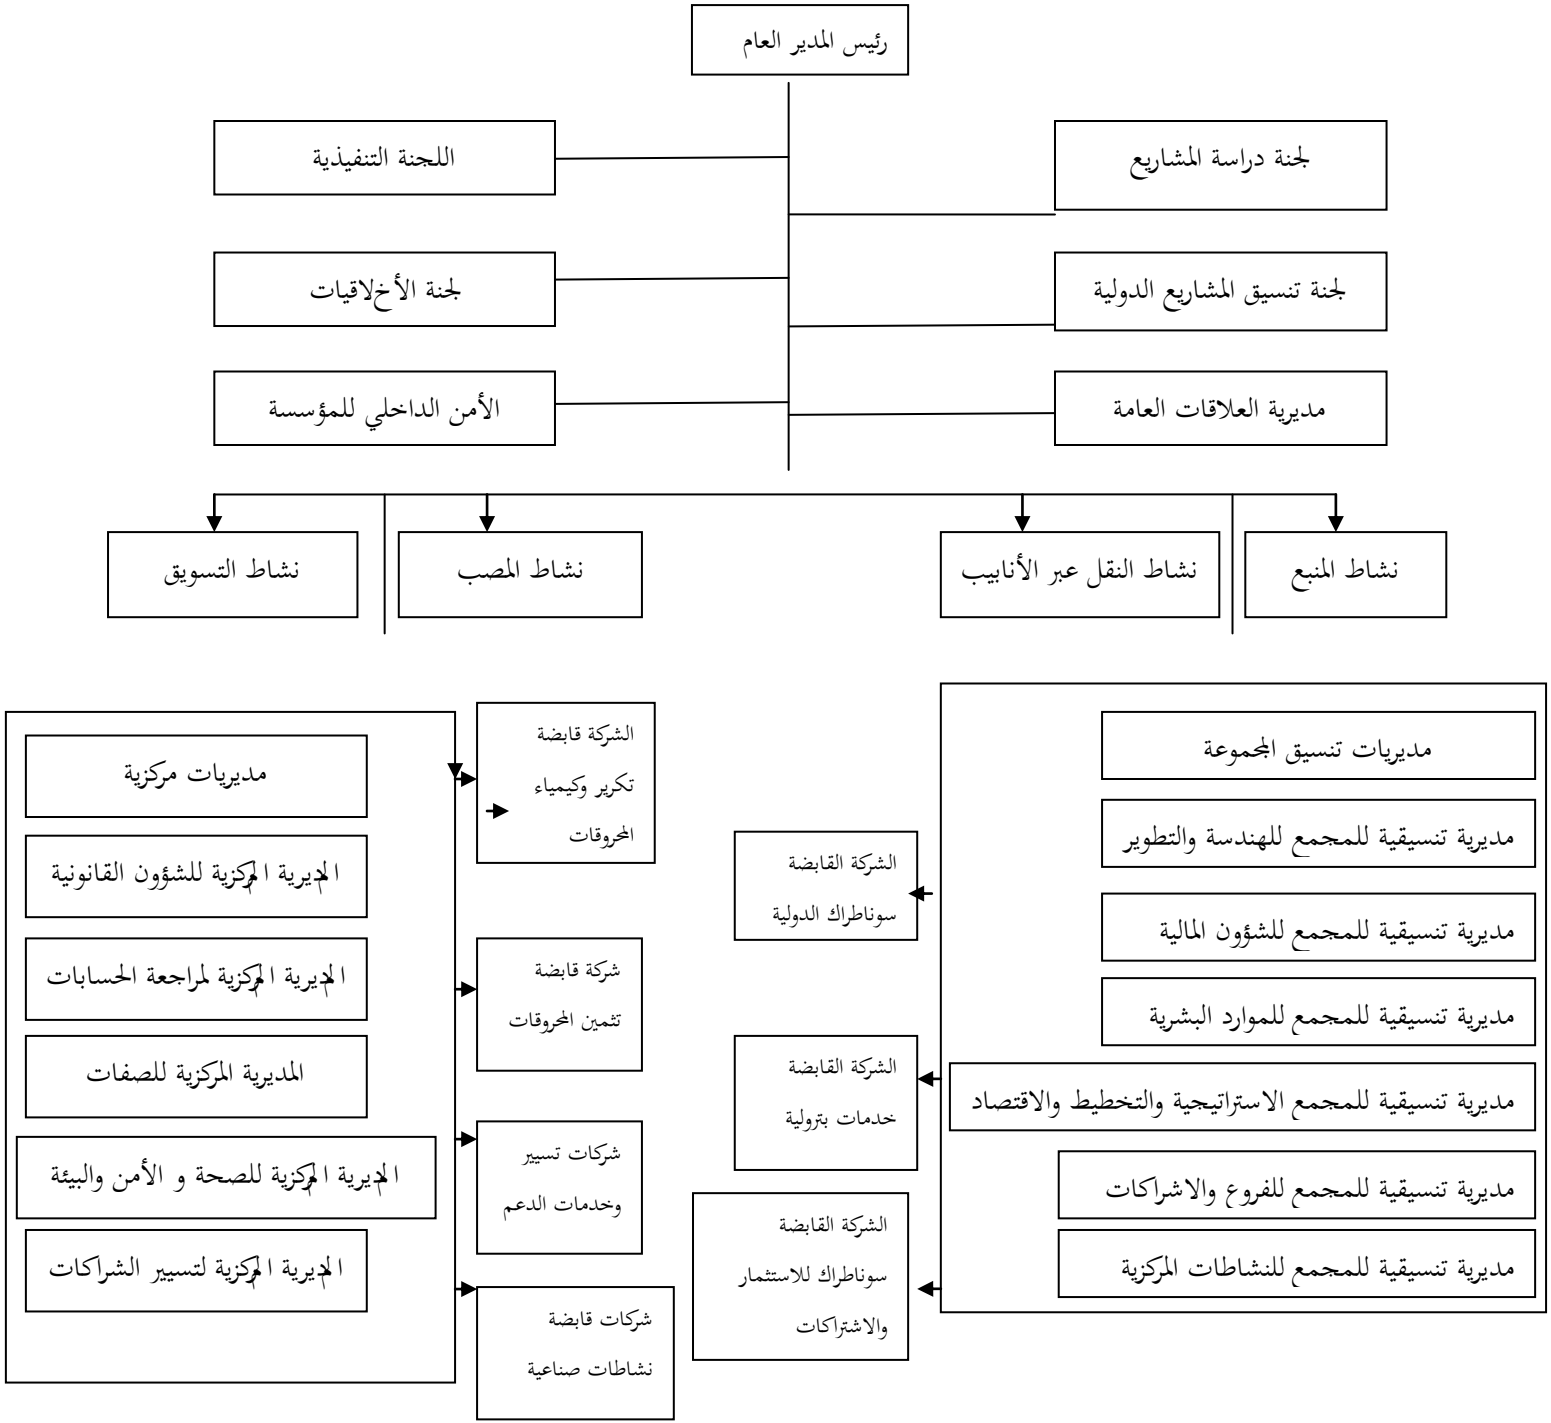 رئيس المدير العام
لجنة دراسة المشاريع
اللجنة التنفيذية
لجنة تنسيق المشاريع الدولية
لجنة الأخلاقيات
مديرية العلاقات العامة
الأمن الداخلي للمؤسسة
نشاط المنبع
نشاط النقل عبر الأنابيب
نشاط المصب
نشاط التسويق
مديريات تنسيق المجموعة
مديرية تنسيقية للمجمع للهندسة والتطوير
مديرية تنسيقية للمجمع للشؤون المالية
مديرية تنسيقية للمجمع للموارد البشرية
مديرية تنسيقية للمجمع الاستراتيجية والتخطيط والاقتصاد
مديرية تنسيقية للمجمع للفروع والاشراكات
مديرية تنسيقية للمجمع للنشاطات المركزية
الشركة القابضة
سوناطراك الدولية
الشركة القابضة
خدمات بترولية
الشركة القابضة
سوناطراك للاستثمار
والاشتراكات
الشركة قابضة
تكرير وكيمياء
المحروقات
شركة قابضة
تثمين المحروقات
شركات تسيير
وخدمات الدعم
شركات قابضة
نشاطات صناعية
مديريات مركزية
المديرية المركزية للشؤون القانونية
المديرية المركزية لمراجعة الحسابات
المديرية المركزية للصفات
المديرية المركزية للصحة و الأمن والبيئة
المديرية المركزية لتسيير الشراكات